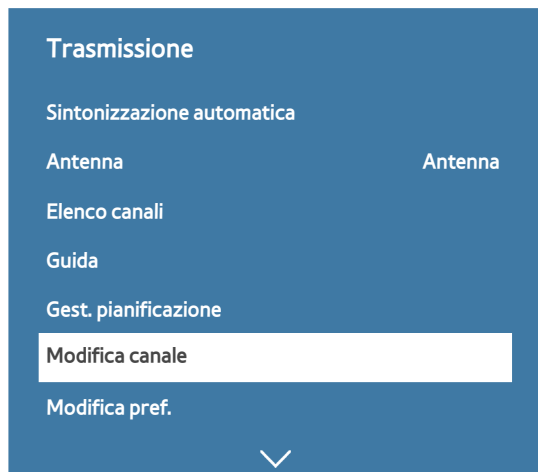 Trasmissione
Sintonizzazione automatica
Antenna Antenna
Elenco canali
Guida
Gest. pianificazione
Modifica canale
Modifica pref.